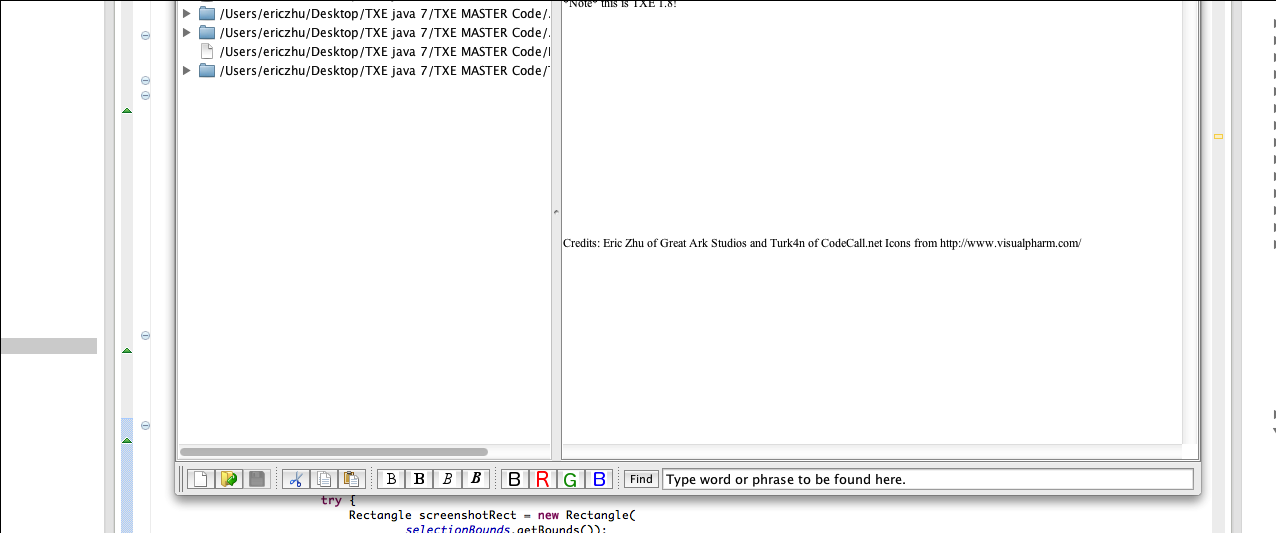 *Note* this is TXE 1.8!
/Users/ericzhu/Desktop/TXE java 7/TXE MASTER Code/.
/Users/ericzhu/Desktop/TXE java 7/TXE MASTER Code/.
/Users/ericzhu/Desktop/TXE java 7/TXE MASTER Code/
/Users/ericzhu/Desktop/TXE java 7/TXE MASTER Code/
Credits: Eric Zhu of Great Ark Studios and Turk4n of CodeCall.net Icons from http://www.visualpharm.com/
B B B B B R G B Find Type word or phrase to be found here.
try {
Rectangle screenshotRect = new Rectangle(
selectionBounds.getBounds());